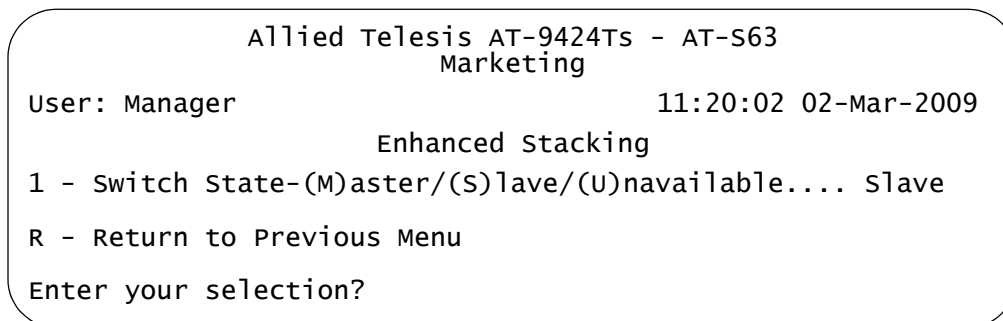 Allied Telesis AT-9424Ts - AT-S63
Marketing
User: Manager 11:20:02 02-Mar-2009
Enhanced Stacking
1 - Switch State-(M)aster/(S)lave/(U)navailable.... Slave
R - Return to Previous Menu
Enter your selection?